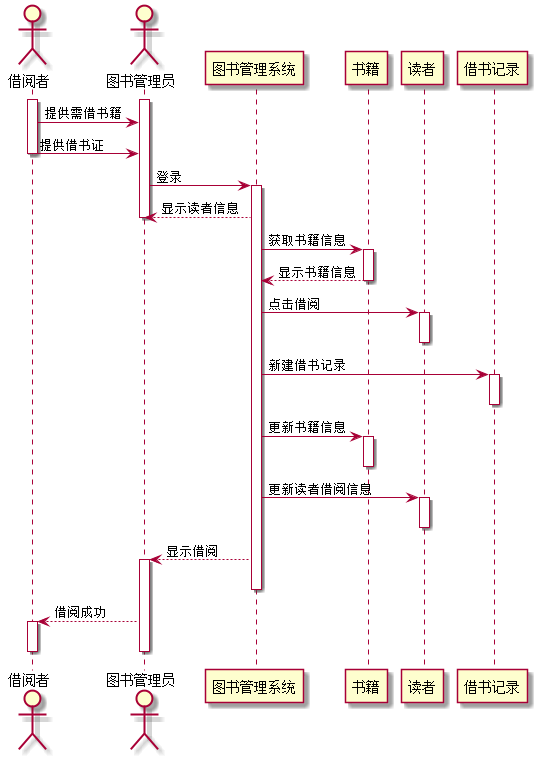 借阅者
图书管理员
图书管理系统
书籍
读者
借书记录
提供需借书籍
提供借书证
登录
显示读者信息
获取书籍信息
显示书籍信息
点击借阅
新建借书记录
更新书籍信息
更新读者借阅信息
显示借阅
借阅成功
借阅者
图书管理员
图书管理系统
书籍
读者
借书记录